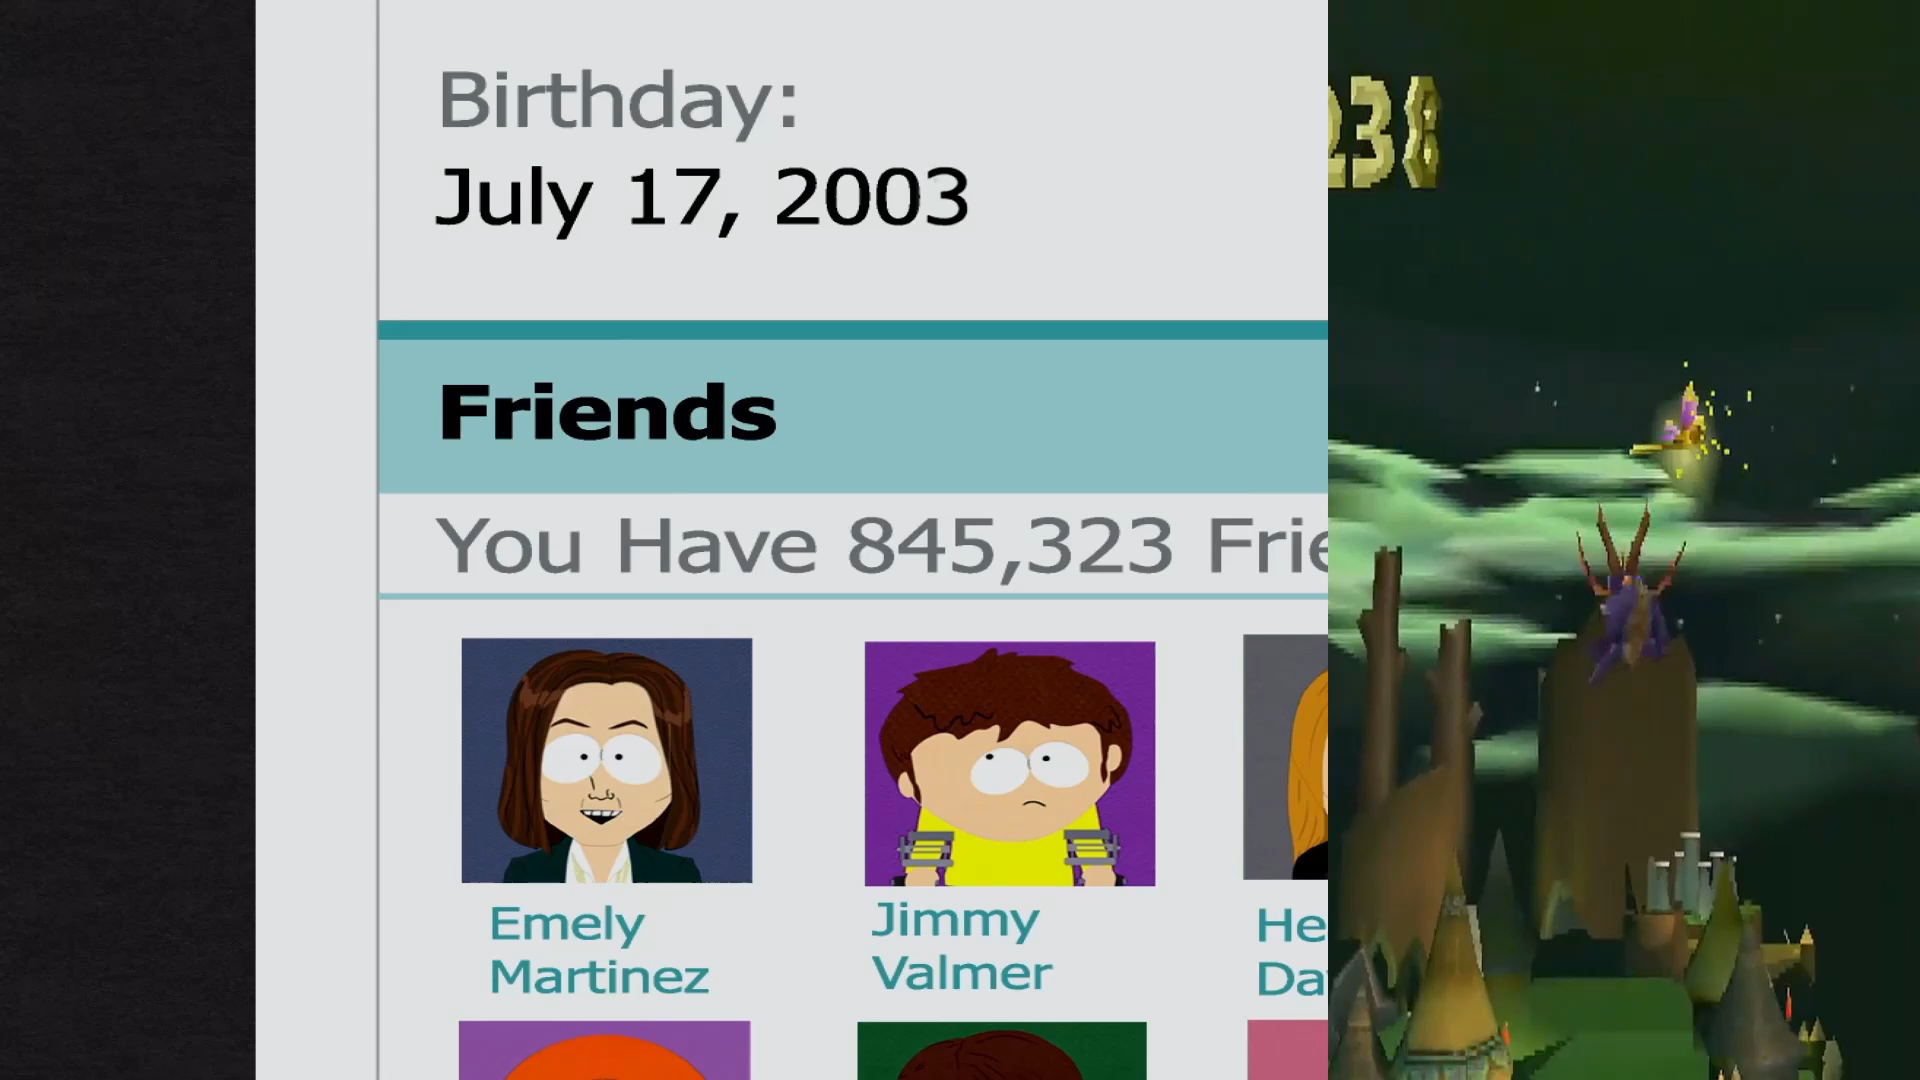 Birthday:
July 17, 2003
Friends
You Have 845,323 Frie
Emely
Martinez
Jimmy
Valmer
He
Da
238